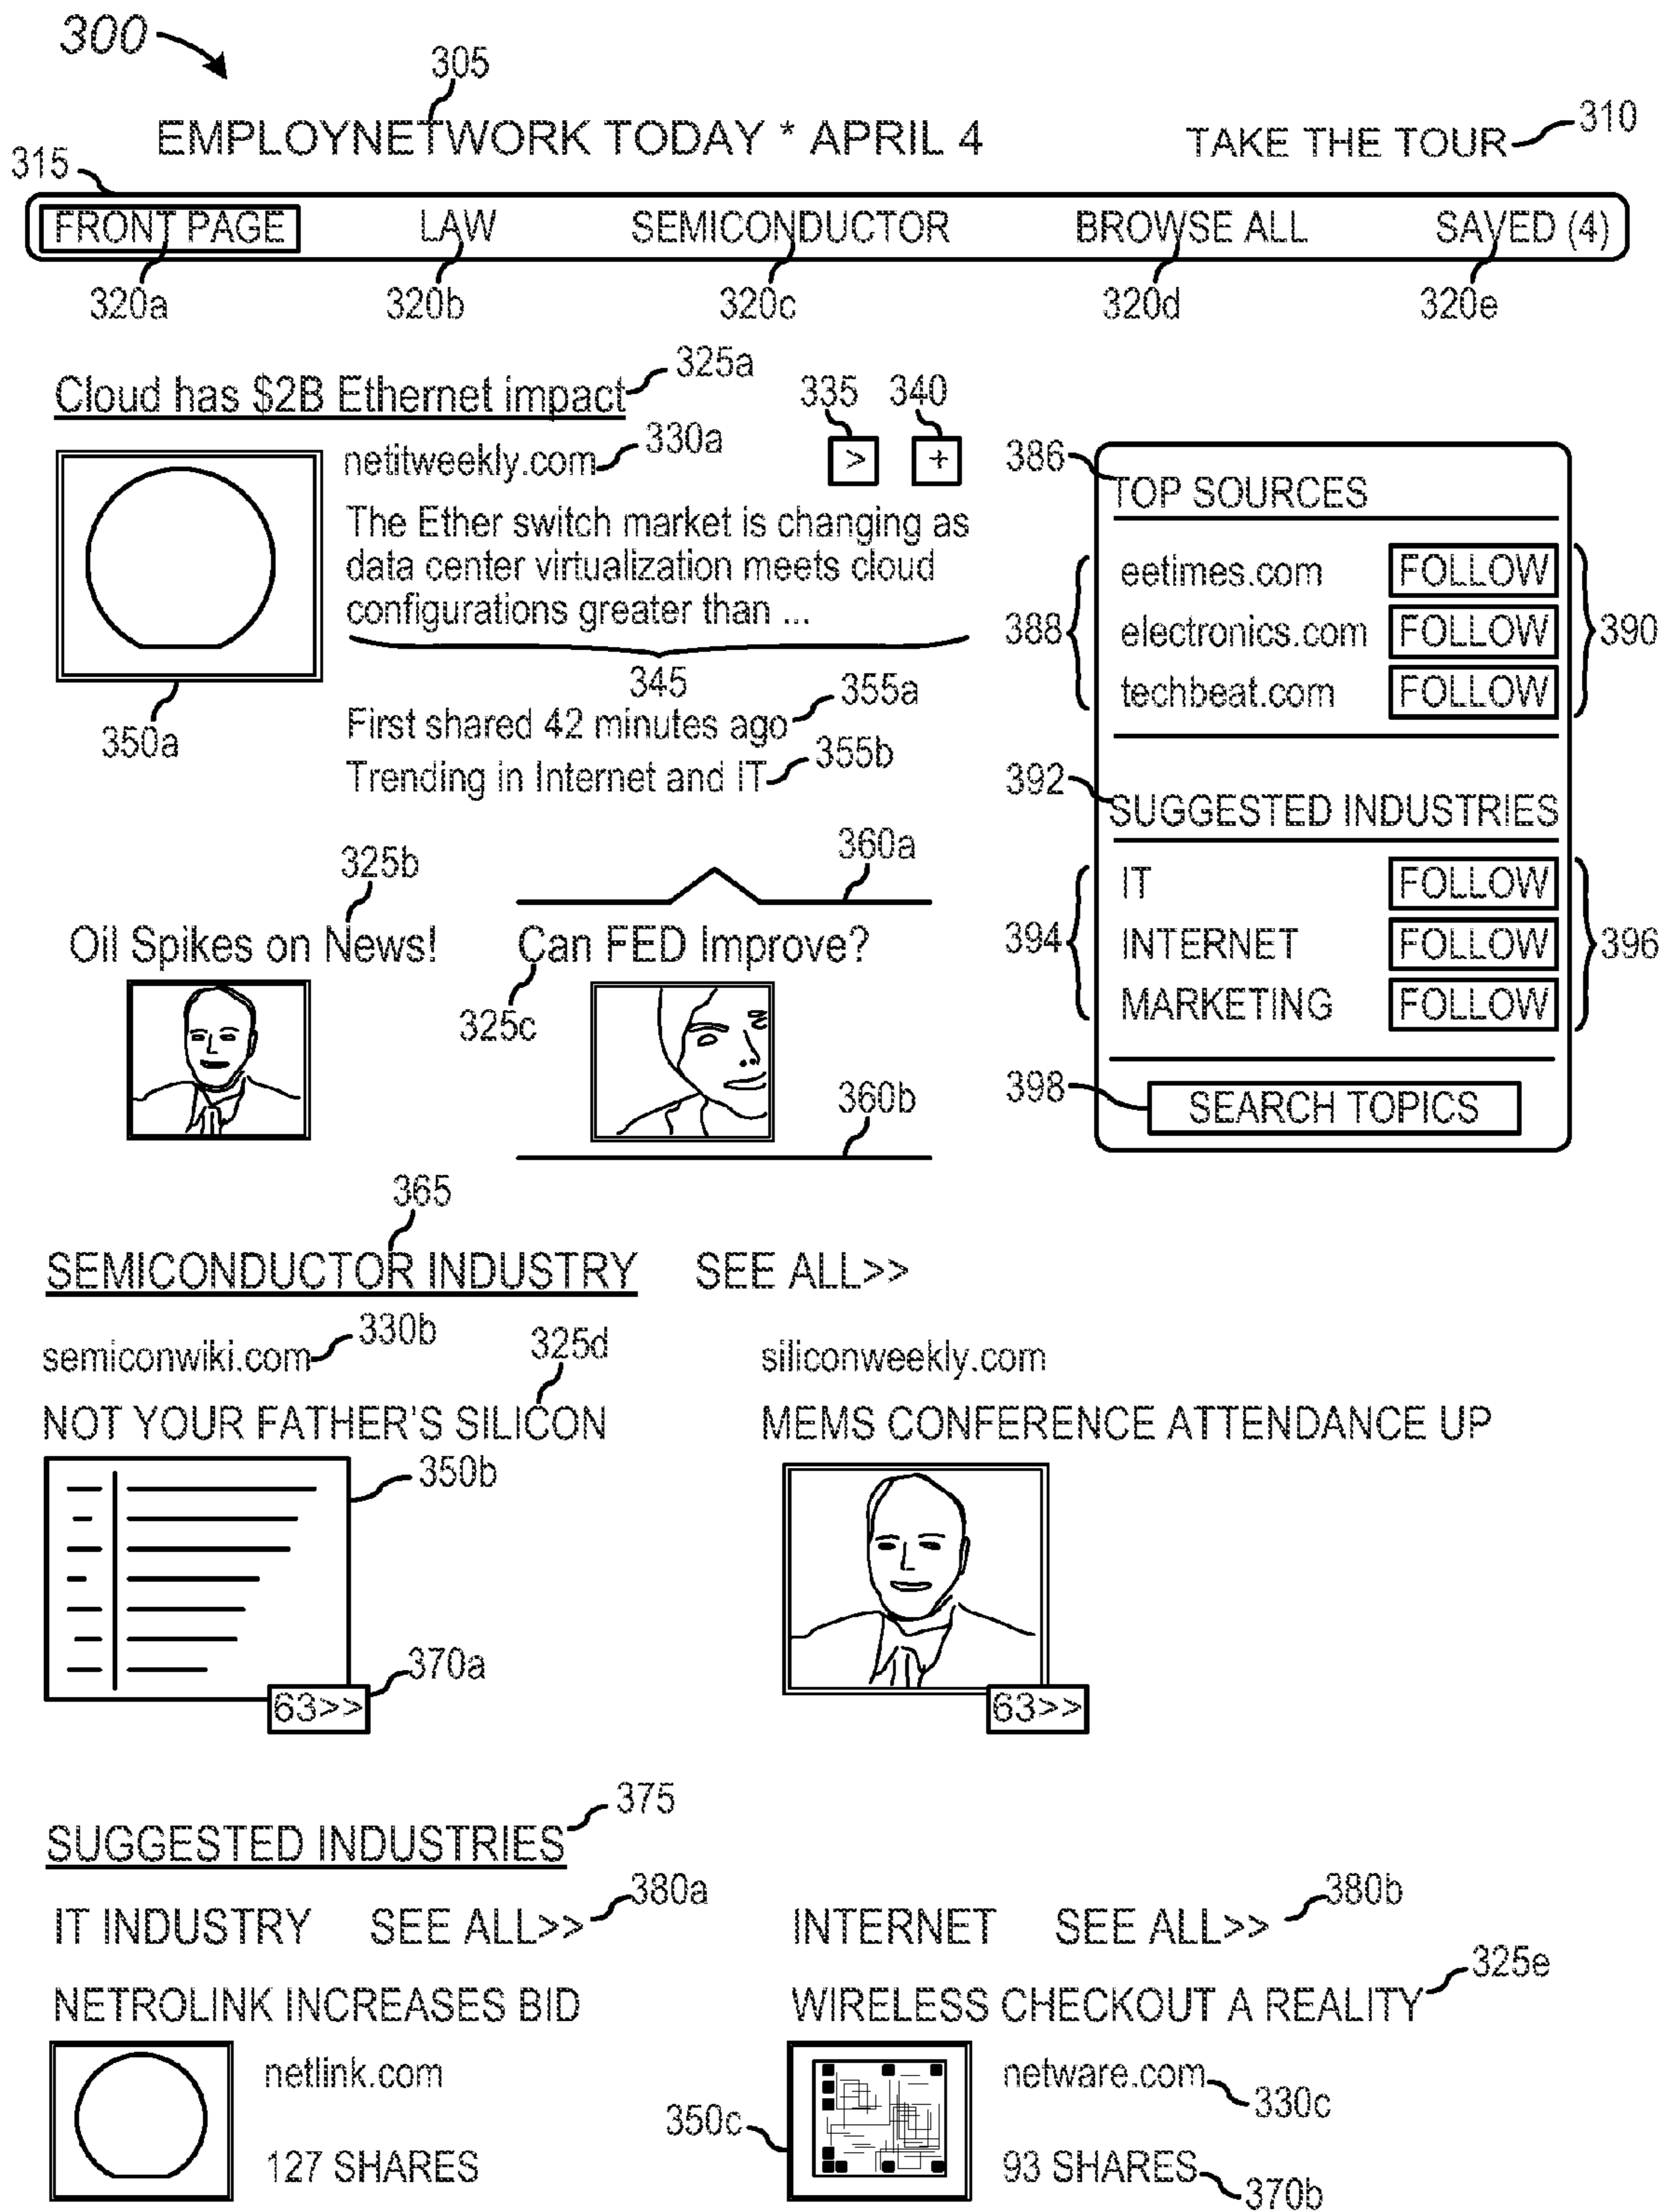 300
305
EMPLOYNETWORK TODAY * APRIL 4
TAKE THE TOUR
310
315
FRONT PAGE LAW SEMICONDUCTOR BROWSE ALL SAVED (4)
320a 320b 320c 320d 320e
Cloud has $2B Ethernet impact
325a
335 340
netitweekly.com
330a
> +
The Ether switch market is changing as
data center virtualization meets cloud
configurations greater than ...
345
350a
First shared 42 minutes ago
355a
Trending in Internet and IT
355b
386
TOP SOURCES
eetimes.com FOLLOW
388 electronics.com FOLLOW 390
techbeat.com FOLLOW
392
SUGGESTED INDUSTRIES
IT FOLLOW
394 INTERNET FOLLOW 396
MARKETING FOLLOW
398
SEARCH TOPICS
325b
360a
Oil Spikes on News!
Can FED Improve?
325c
360b
365
SEMICONDUCTOR INDUSTRY SEE ALL>>
semiconwiki.com
330b
325d
siliconweekly.com
NOT YOUR FATHER'S SILICON
MEMS CONFERENCE ATTENDANCE UP
350b
370a
63>>
63>>
375
SUGGESTED INDUSTRIES
380a
380b
IT INDUSTRY SEE ALL>>
INTERNET SEE ALL>>
325e
NETROLINK INCREASES BID
WIRELESS CHECKOUT A REALITY
netlink.com
netware.com
330c
350c
127 SHARES
93 SHARES
370b